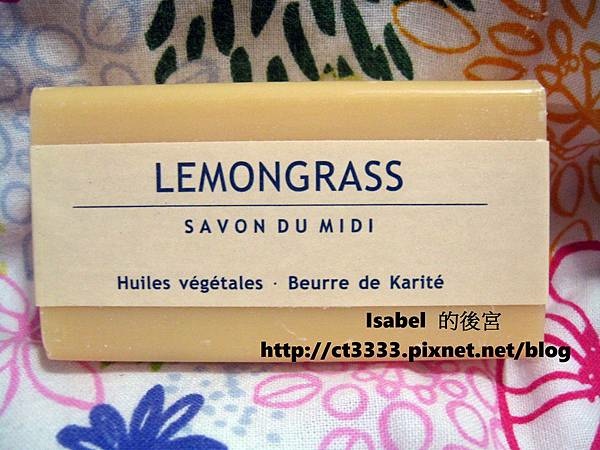 LEMONGRASS
SAVON DU MIDI
Huiles végétales · Beurre de Karité
Isabel 的後宮
http://ct3333.pixnet.net/blog